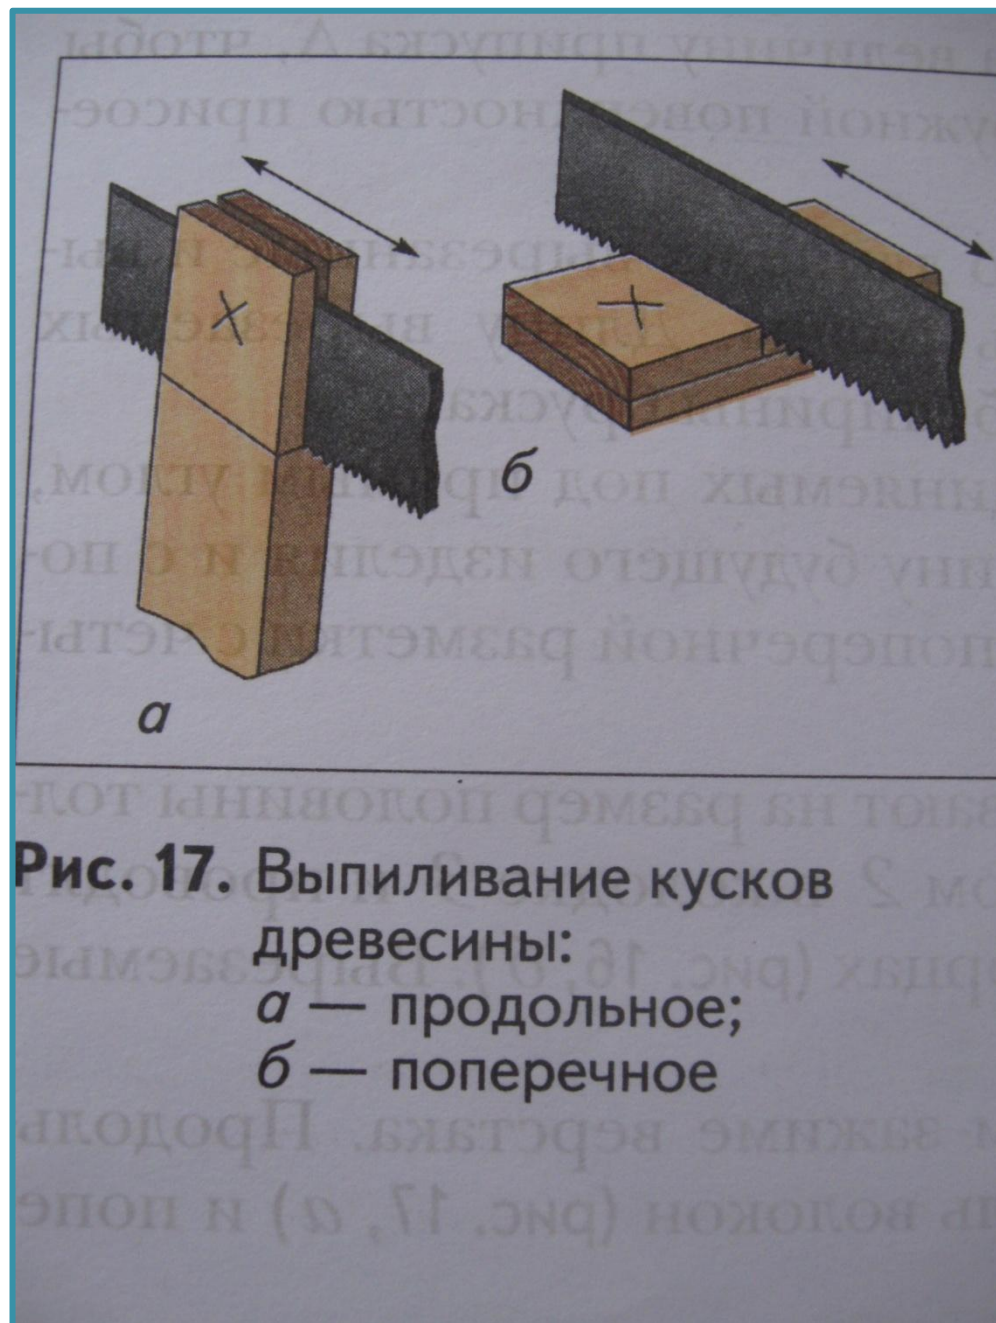 а
б
Рис. 17. Выпиливание кусков
древесины:
а — продольное;
б — поперечное